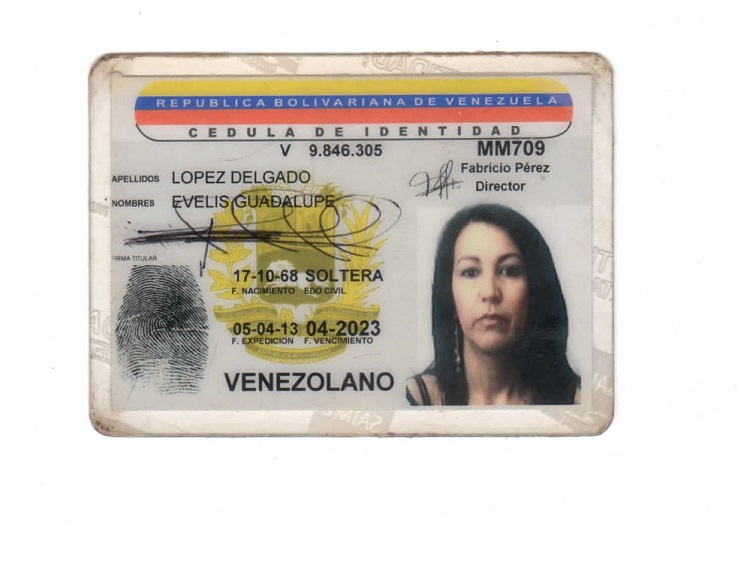 REPUBLICA BOLIVARIANA DE VENEZUELA
CEDULA DE IDENTIDAD
V 9.846.305 MM709
Fabricio Pérez
Director
APELLIDOS LOPEZ DELGADO
NOMBRES EVELIS GUADALUPE
FIRMA TITULAR
17-10-68 SOLTERA
F. NACIMIENTO EDO CIVIL
05-04-13 04-2023
F. EXPEDICION F. VENCIMIENTO
VENEZOLANO